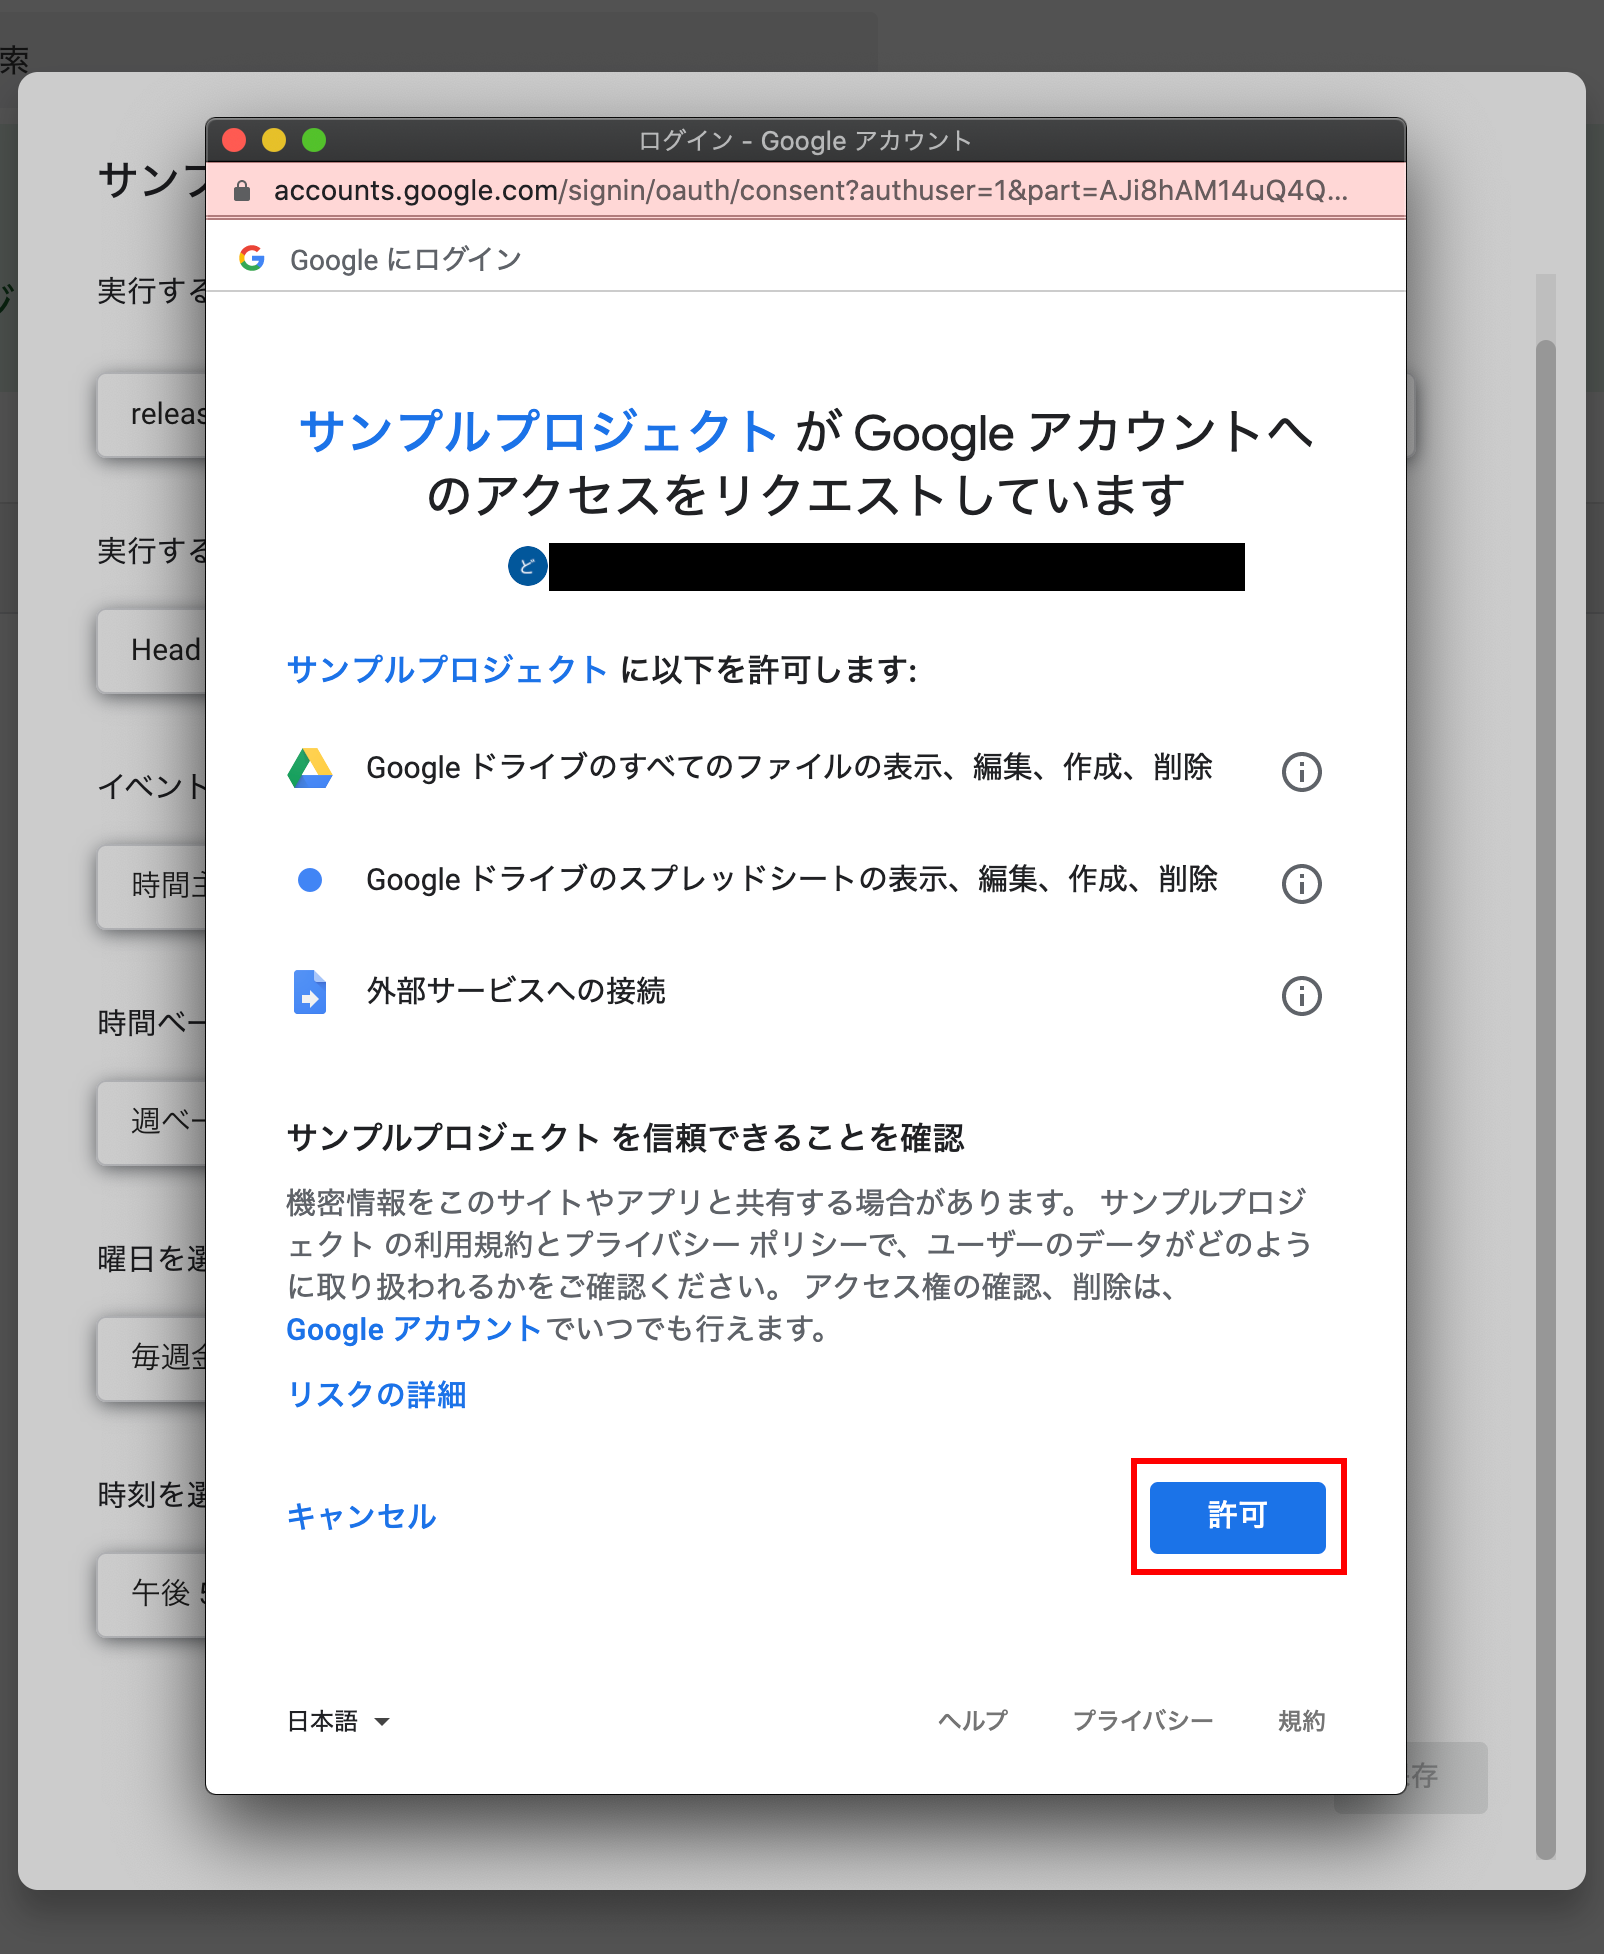 索
ログイン - Google アカウント
accounts.google.com/signin/oauth/consent?authuser=1&part=AJi8hAM14uQ4Q...
Google にログイン
サンプルプロジェクト が Google アカウントへ
のアクセスをリクエストしています
ど
サンプルプロジェクト に以下を許可します:
Google ドライブのすべてのファイルの表示、編集、作成、削除
Google ドライブのスプレッドシートの表示、編集、作成、削除
外部サービスへの接続
サンプルプロジェクト を信頼できることを確認
機密情報をこのサイトやアプリと共有する場合があります。 サンプルプロジ
ェクト の利用規約とプライバシー ポリシーで、ユーザーのデータがどのよう
に取り扱われるかをご確認ください。 アクセス権の確認、削除は、
Google アカウントでいつでも行えます。
リスクの詳細
キャンセル
許可
日本語
ヘルプ
プライバシー
規約
サンプ
実行する
releas
実行する
Head
イベント
時間主
時間ベー
週ベー
曜日を選
毎週金
時刻を選
午後 5
存